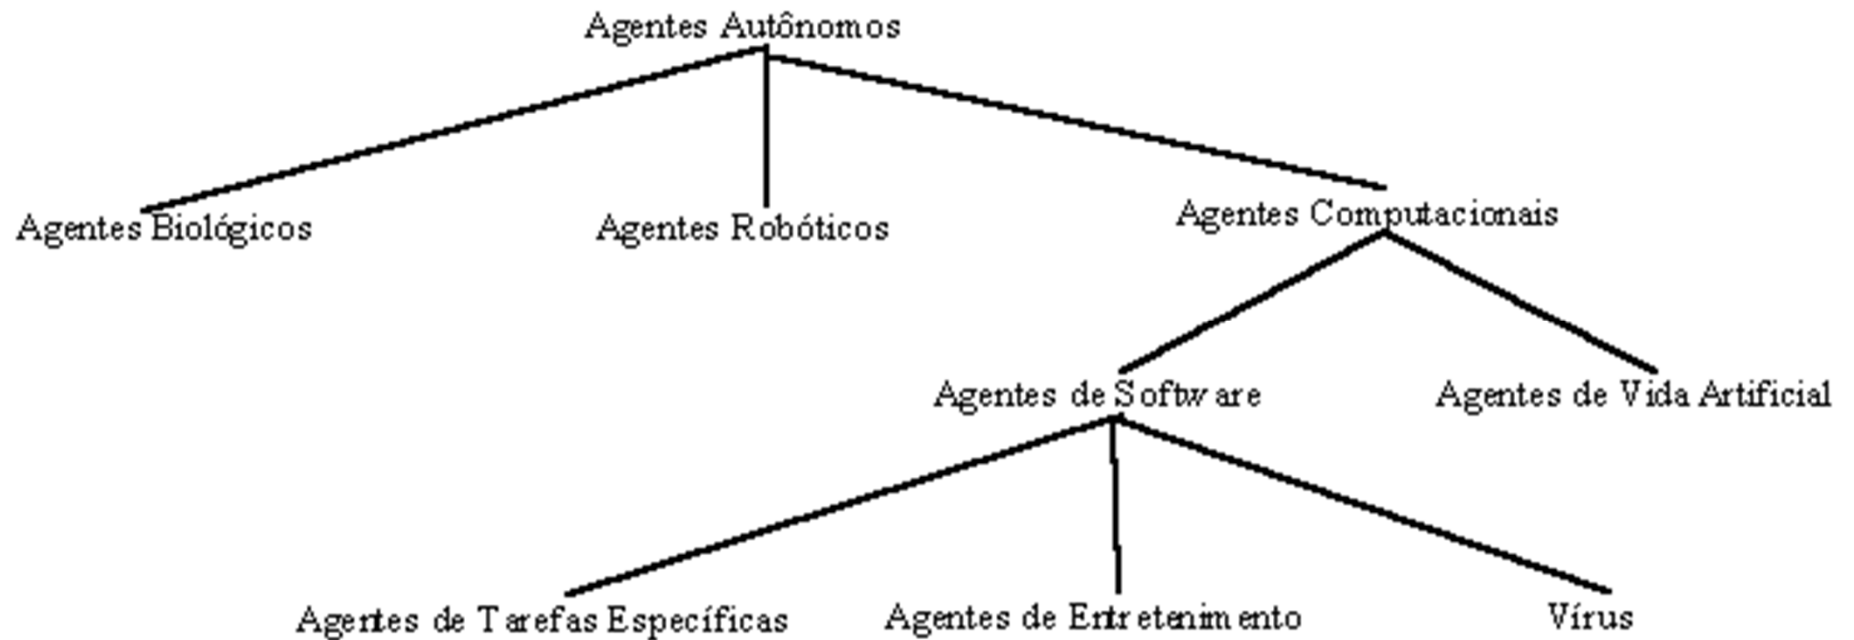 Agentes Autônomos
Agentes Biológicos
Agentes Robóticos
Agentes Computacionais
Agentes de Software
Agentes de Vida Artificial
Agentes de Tarefas Específicas
Agentes de Entretenimento
Vírus